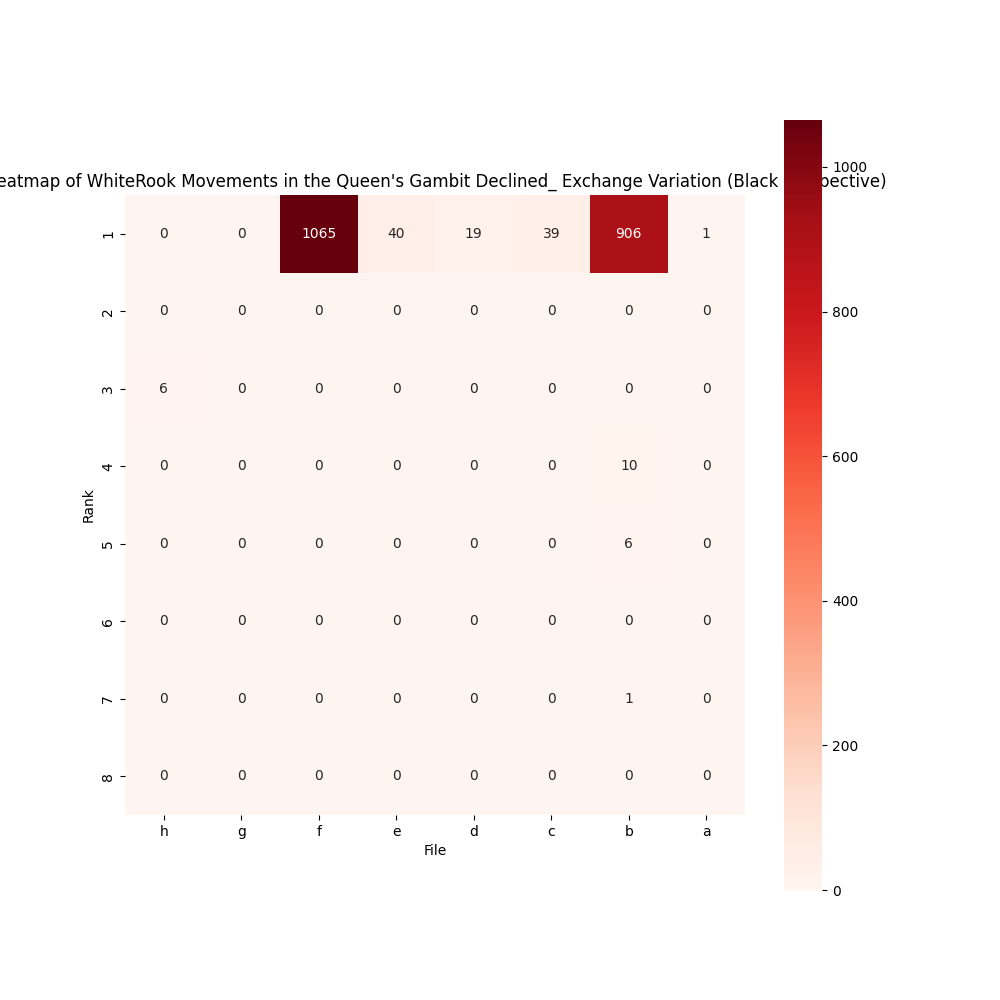 eatmap of WhiteRook Movements in the Queen's Gambit Declined_ Exchange Variation (Black pective)
1 0 0 1065 40 19 39 906 1
2 0 0 0 0 0 0 0 0
3 6 0 0 0 0 0 0 0
4 0 0 0 0 0 0 10 0
Rank
5 0 0 0 0 0 0 6 0
6 0 0 0 0 0 0 0 0
7 0 0 0 0 0 0 1 0
8 0 0 0 0 0 0 0 0
h g f e d c b a
File
1000
800
600
400
200
0